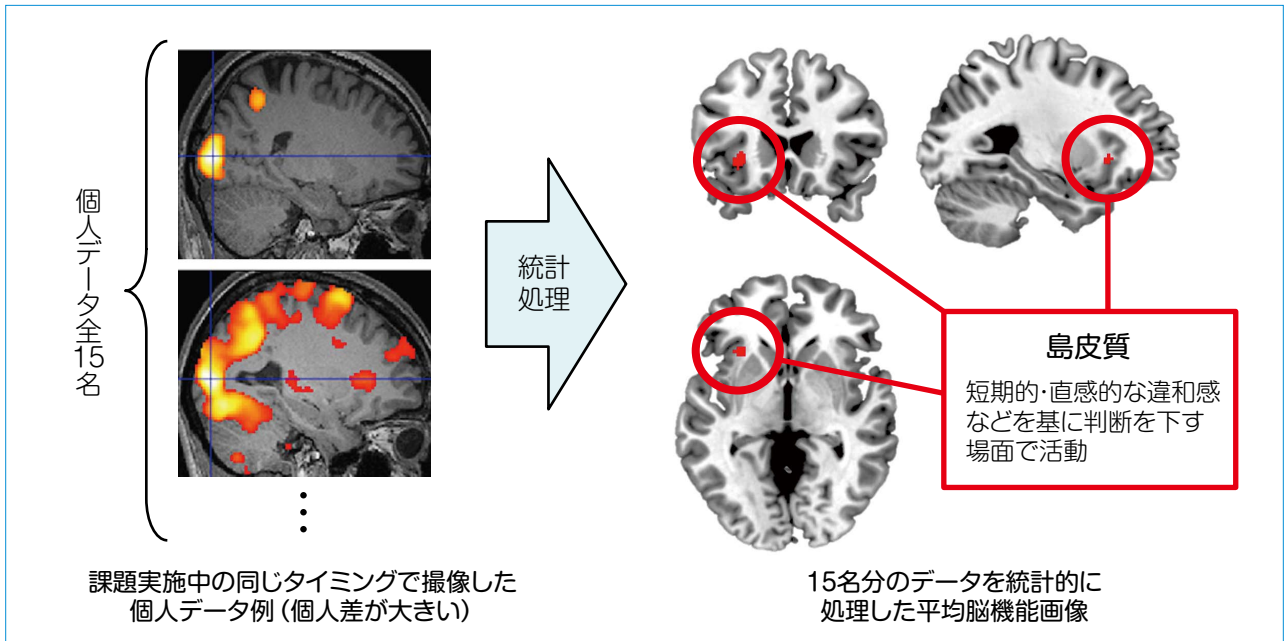 個人データ全15名
⋮
課題実施中の同じタイミングで撮像した
個人データ例（個人差が大きい）
統計
処理
島皮質
短期的・直感的な違和感
などを基に判断を下す
場面で活動
15名分のデータを統計的に
処理した平均脳機能画像